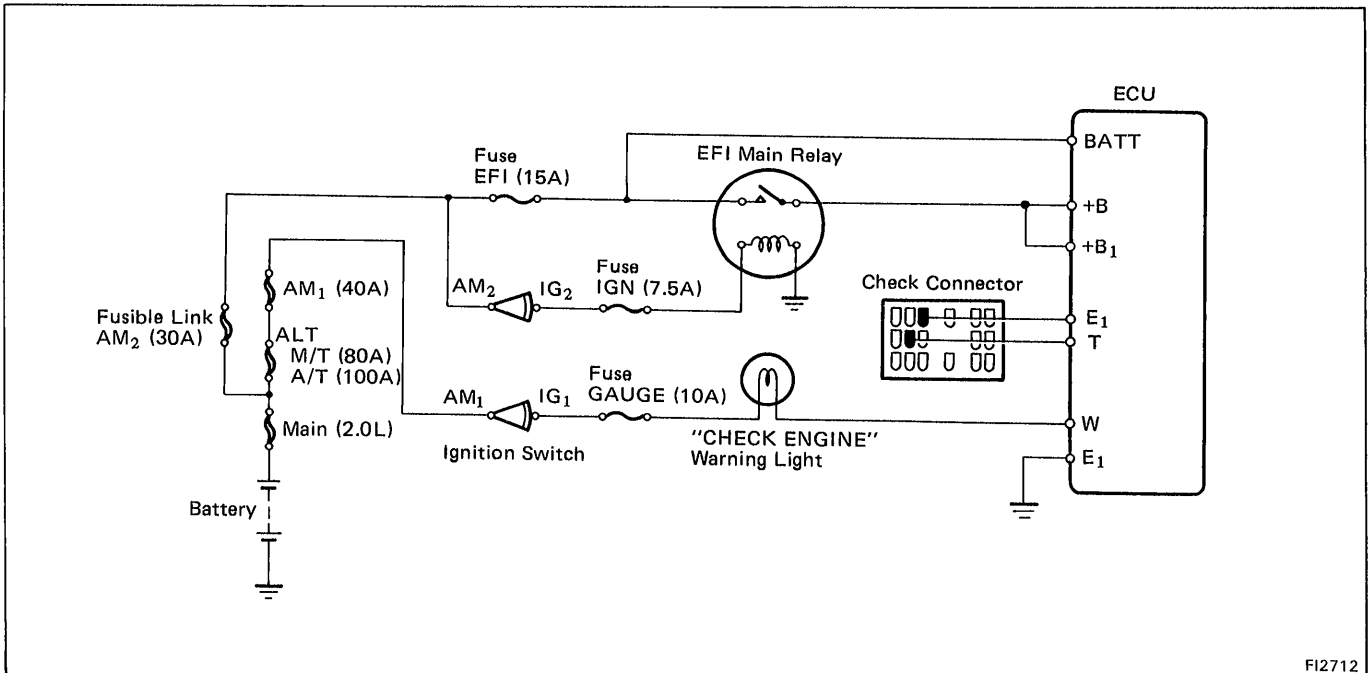 ECU
BATT
Fuse
EFI (15A)
EFI Main Relay
+B
+B₁
AM₂
IG₂
Fuse
IGN (7.5A)
Check Connector
AM₁ (40A)
Fusible Link
AM₂ (30A)
ALT
M/T (80A)
A/T (100A)
E₁
T
AM₁
IG₁
Fuse
GAUGE (10A)
Main (2.0L)
Ignition Switch
"CHECK ENGINE"
Warning Light
W
E₁
Battery
FI2712